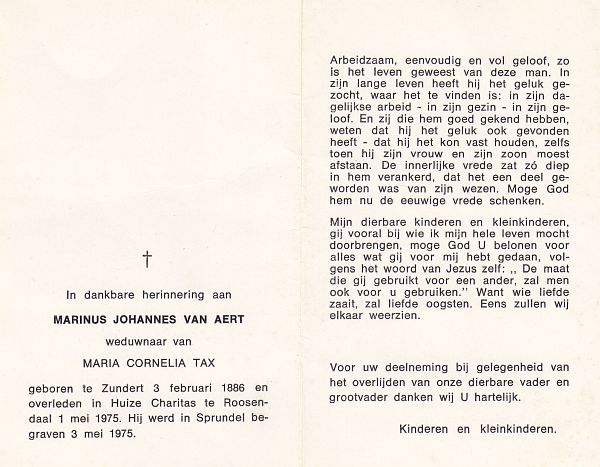 †
In dankbare herinnering aan
MARINUS JOHANNES VAN AERT
weduwnaar van
MARIA CORNELIA TAX
geboren te Zundert 3 februari 1886 en
overleden in Huize Charitas te Roosen-
daal 1 mei 1975. Hij werd in Sprundel be-
graven 3 mei 1975.
Arbeidzaam, eenvoudig en vol geloof, zo
is het leven geweest van deze man. In
zijn lange leven heeft hij het geluk ge-
zocht, waar het te vinden is: in zijn da-
gelijkse arbeid - in zijn gezin - in zijn ge-
loof. En zij die hem goed gekend hebben,
weten dat hij het geluk ook gevonden
heeft - dat hij het kon vast houden, zelfs
toen hij zijn vrouw en zijn zoon moest
afstaan. De innerlijke vrede zat zó diep
in hem verankerd, dat het een deel ge-
worden was van zijn wezen. Moge God
hem nu de eeuwige vrede schenken.
Mijn dierbare kinderen en kleinkinderen,
gij vooral bij wie ik mijn hele leven mocht
doorbrengen, moge God U belonen voor
alles wat gij voor mij hebt gedaan, vol-
gens het woord van Jezus zelf: ,, De maat
die gij gebruikt voor een ander, zal men
ook voor u gebruiken." Want wie liefde
zaait, zal liefde oogsten. Eens zullen wij
elkaar weerzien.
Voor uw deelneming bij gelegenheid van
het overlijden van onze dierbare vader en
grootvader danken wij U hartelijk.
Kinderen en kleinkinderen.